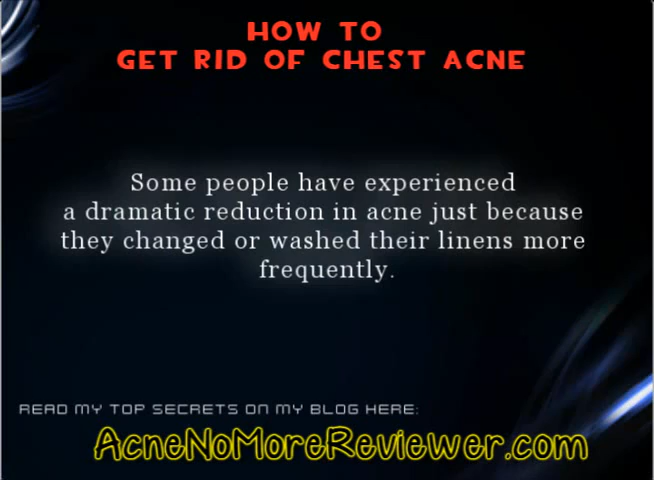 HOW TO
GET RID OF CHEST ACNE
Some people have experienced
a dramatic reduction in acne just because
they changed or washed their linens more
frequently.
READ MY TOP SECRETS ON MY BLOG HERE:
AcneNoMoreReviewer.com